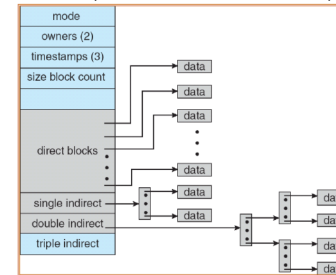 mode
owners (2)
timestamps (3)
size block count
data
data
data
direct blocks
data
data
single indirect
data
double indirect
triple indirect